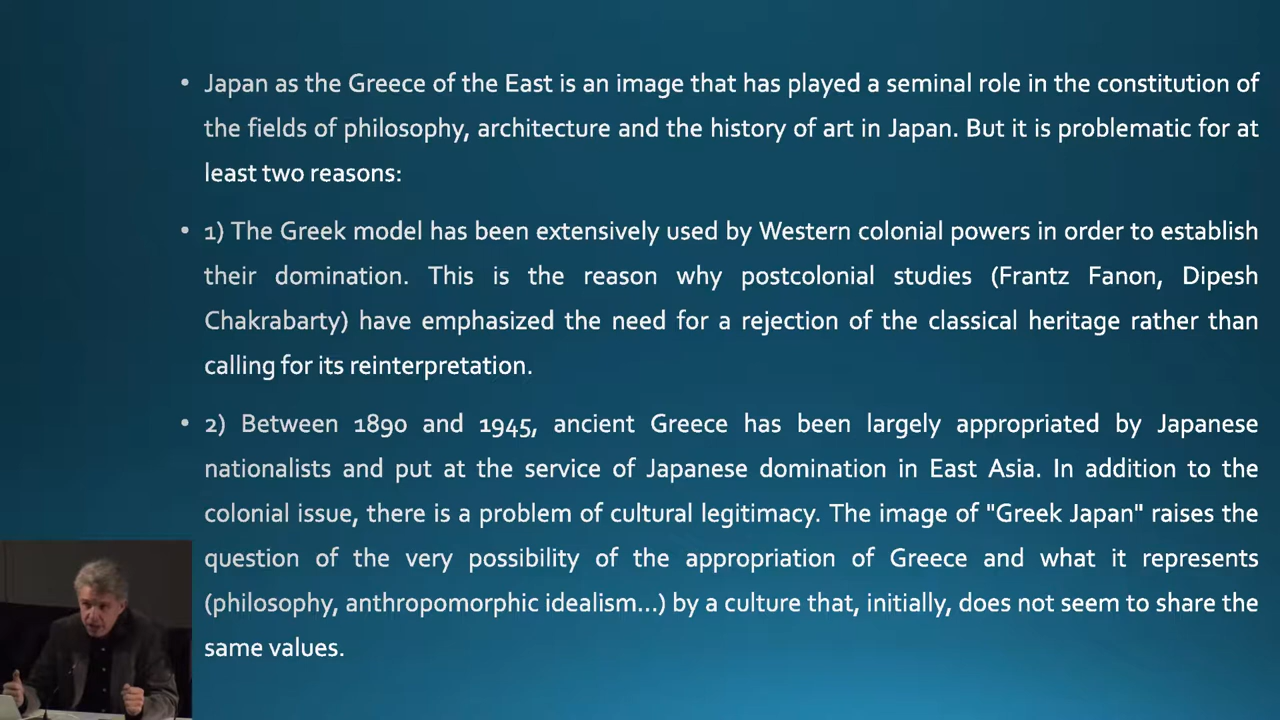 • Japan as the Greece of the East is an image that has played a seminal role in the constitution of
the fields of philosophy, architecture and the history of art in Japan. But it is problematic for at
least two reasons:
• 1) The Greek model has been extensively used by Western colonial powers in order to establish
their domination. This is the reason why postcolonial studies (Frantz Fanon, Dipesh
Chakrabarty) have emphasized the need for a rejection of the classical heritage rather than
calling for its reinterpretation.
• 2) Between 1890 and 1945, ancient Greece has been largely appropriated by Japanese
nationalists and put at the service of Japanese domination in East Asia. In addition to the
colonial issue, there is a problem of cultural legitimacy. The image of "Greek Japan" raises the
question of the very possibility of the appropriation of Greece and what it represents
(philosophy, anthropomorphic idealism...) by a culture that, initially, does not seem to share the
same values.